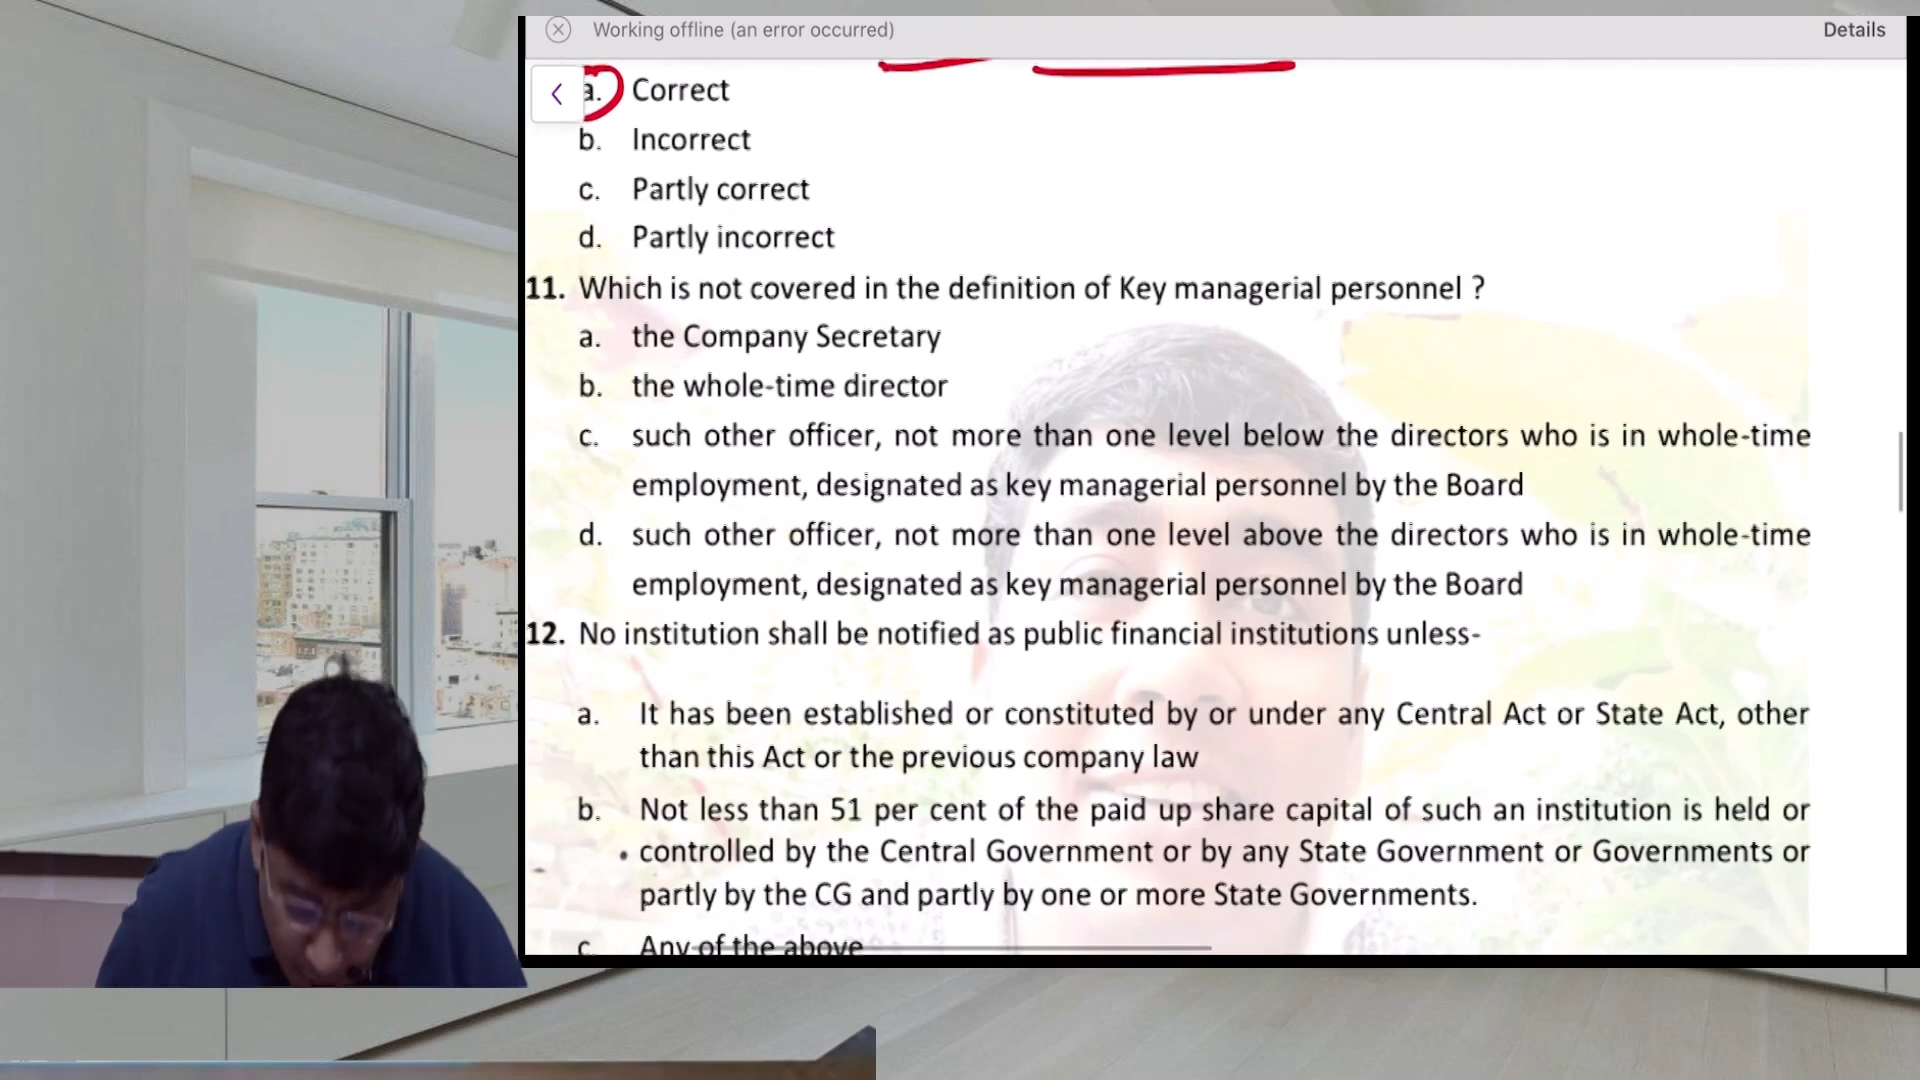 Working offline (an error occurred)
Details
a. Correct
b. Incorrect
c. Partly correct
d. Partly incorrect
11. Which is not covered in the definition of Key managerial personnel ?
a. the Company Secretary
b. the whole-time director
c. such other officer, not more than one level below the directors who is in whole-time
employment, designated as key managerial personnel by the Board
d. such other officer, not more than one level above the directors who is in whole-time
employment, designated as key managerial personnel by the Board
12. No institution shall be notified as public financial institutions unless-
a. It has been established or constituted by or under any Central Act or State Act, other
than this Act or the previous company law
b. Not less than 51 per cent of the paid up share capital of such an institution is held or
controlled by the Central Government or by any State Government or Governments or
partly by the CG and partly by one or more State Governments.
c. Any of the above